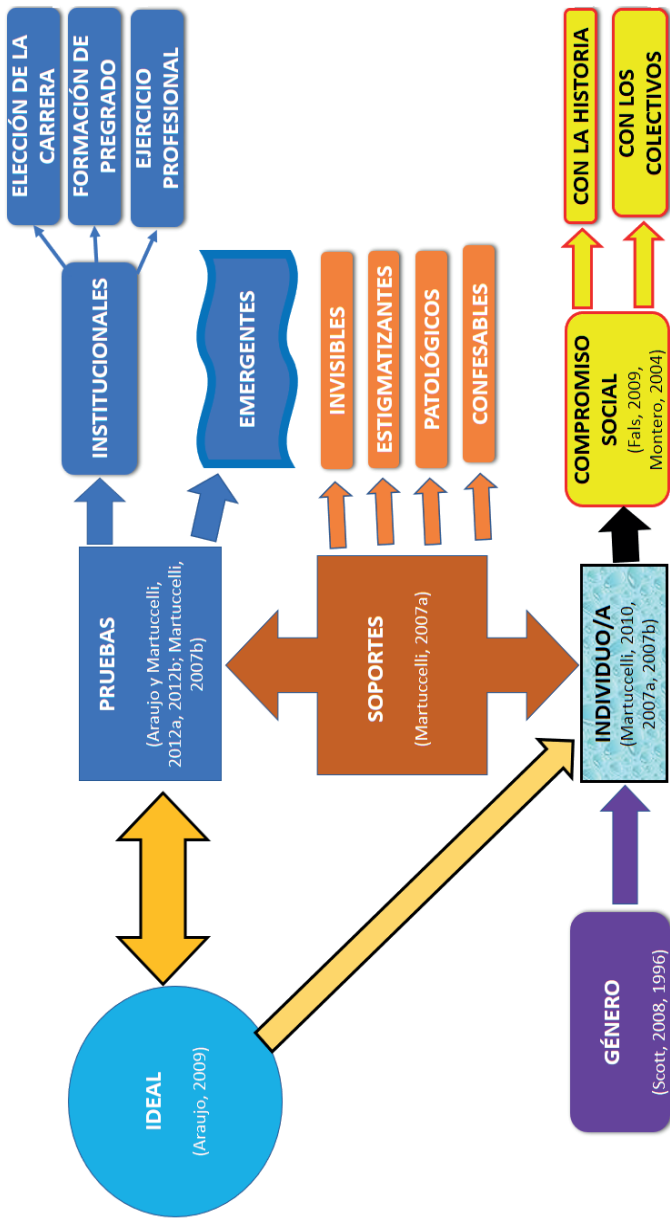 IDEAL
(Araujo, 2009)
PRUEBAS
(Araujo y Martuccelli,
2012a, 2012b; Martuccelli,
2007b)
INSTITUCIONALES
ELECCIÓN DE LA
CARRERA
FORMACIÓN DE
PREGRADO
EJERCICIO
PROFESIONAL
EMERGENTES
SOPORTES
(Martuccelli, 2007a)
INVISIBLES
ESTIGMATIZANTES
PATOLÓGICOS
CONFESABLES
GÉNERO
(Scott, 2008, 1996)
INDIVIDUO/A
(Martuccelli, 2010,
2007a, 2007b)
COMPROMISO
SOCIAL
(Fals, 2009,
Montero, 2004)
CON LA HISTORIA
CON LOS
COLECTIVOS